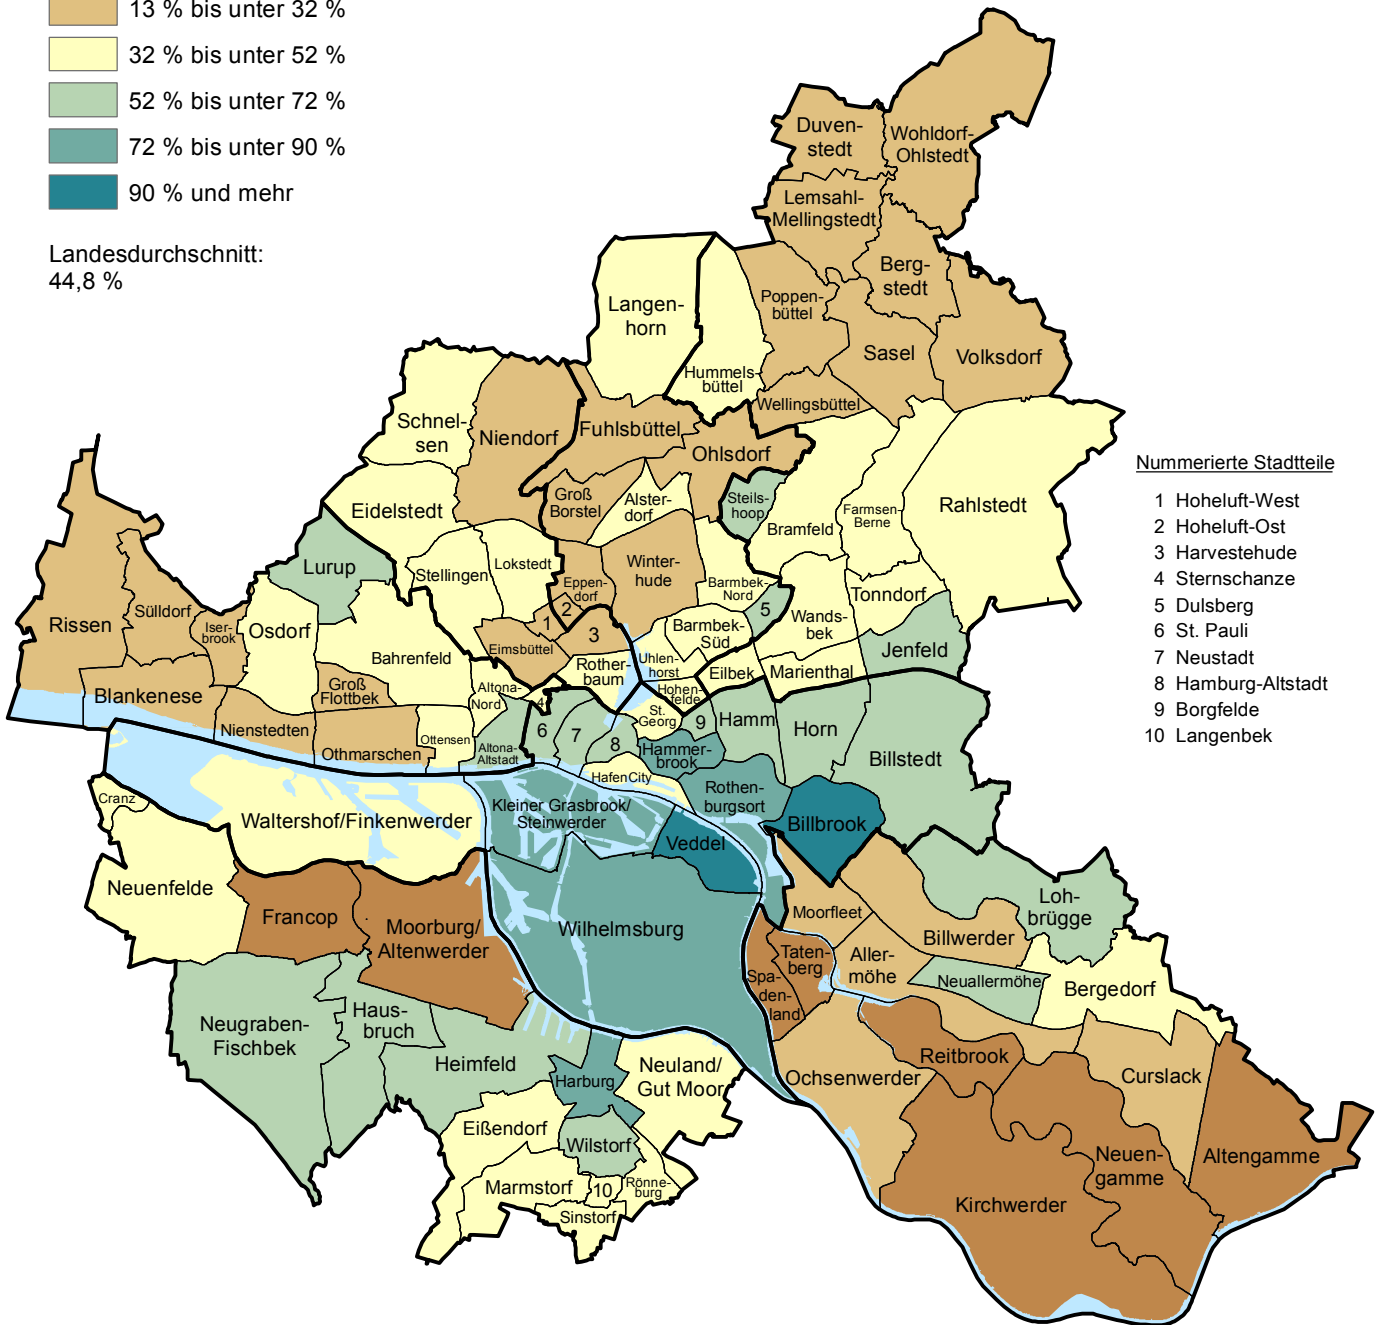 13 % bis unter 32 %
32 % bis unter 52 %
52 % bis unter 72 %
72 % bis unter 90 %
90 % und mehr
Landesdurchschnitt:
44,8 %
Duven-
stedt
Wohldorf-
Ohlstedt
Lemsahl-
Mellingstedt
Berg-
stedt
Poppen-
büttel
Sasel
Volksdorf
Langen-
horn
Hummels-
büttel
Wellingsbüttel
Schnel-
sen
Niendorf
Fuhlsbüttel
Ohlsdorf
Groß
Borstel
Alster-
dorf
Steils-
hoop
Bramfeld
Farmsen-
Berne
Rahlstedt
Eidelstedt
Lurup
Stellingen
Lokstedt
Eppen-
dorf
Winter-
hude
Barmbek-
Nord
5
Wands-
bek
Tonndorf
Jenfeld
Rissen
Sülldorf
Iser-
brook
Osdorf
Bahrenfeld
Eimsbüttel
1
2
3
Rother-
baum
Barmbek-
Süd
Uhlen-
horst
Hohen-
felde
Eilbek
Marienthal
Blankenese
Groß
Flottbek
Nienstedten
Othmarschen
Ottensen
Altona-
Nord
Altona-
Altstadt
4
6
7
8
St.
Georg
9
Hamm
Horn
Billstedt
Hammer-
brook
HafenCity
Rothen-
burgsort
Billbrook
Cranz
Waltershof/Finkenwerder
Kleiner Grasbrook/
Steinwerder
Veddel
Neuenfelde
Francop
Moorburg/
Altenwerder
Wilhelmsburg
Moorfleet
Billwerder
Loh-
brügge
Taten-
berg
Spa-
den-
land
Aller-
möhe
Neuallermöhe
Bergedorf
Neugraben-
Fischbek
Haus-
bruch
Heimfeld
Harburg
Neuland/
Gut Moor
Ochsenwerder
Reitbrook
Curslack
Eißendorf
Wilstorf
Marmstorf
10
Rönne-
burg
Sinstorf
Neuen-
gamme
Altengamme
Kirchwerder
Nummerierte Stadtteile
1 Hoheluft-West
2 Hoheluft-Ost
3 Harvestehude
4 Sternschanze
5 Dulsberg
6 St. Pauli
7 Neustadt
8 Hamburg-Altstadt
9 Borgfelde
10 Langenbek